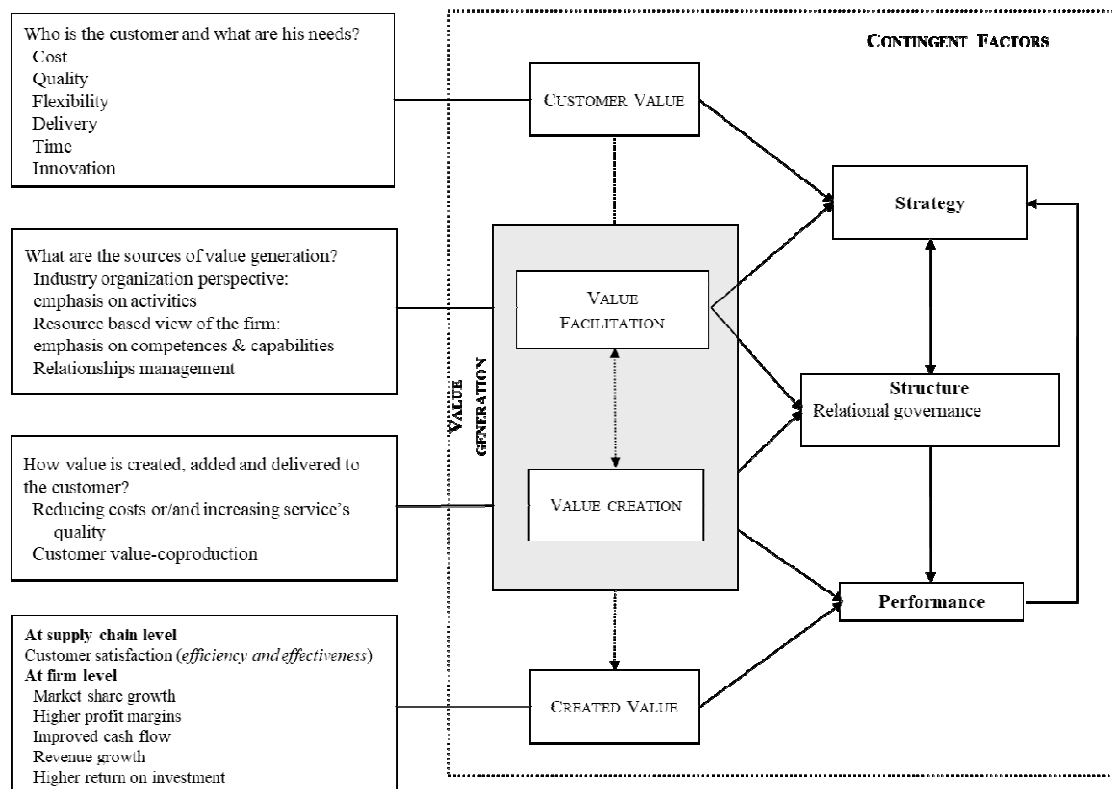 Who is the customer and what are his needs?
Cost
Quality
Flexibility
Delivery
Time
Innovation
What are the sources of value generation?
Industry organization perspective:
emphasis on activities
Resource based view of the firm:
emphasis on competences & capabilities
Relationships management
How value is created, added and delivered to
the customer?
Reducing costs or/and increasing service's
quality
Customer value-coproduction
At supply chain level
Customer satisfaction (efficiency and effectiveness)
At firm level
Market share growth
Higher profit margins
Improved cash flow
Revenue growth
Higher return on investment
CONTINGENT FACTORS
CUSTOMER VALUE
VALUE
GENERATION
VALUE
FACILITATION
VALUE CREATION
CREATED VALUE
Strategy
Structure
Relational governance
Performance